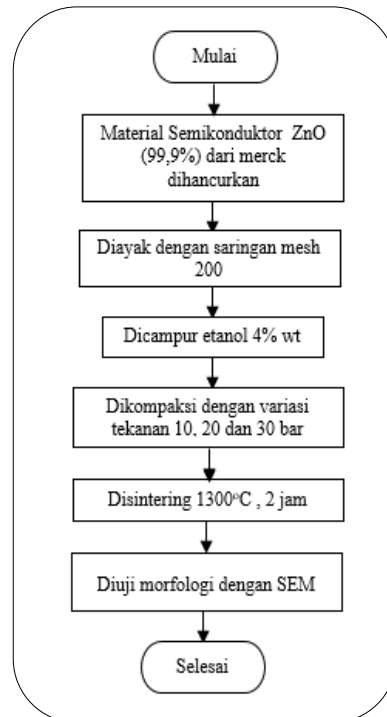 Mulai
Material Semikonduktor ZnO
(99,9%) dari merck
dihancurkan
Diayak dengan saringan mesh
200
Dicampur etanol 4% wt
Dikompaksi dengan variasi
tekanan 10, 20 dan 30 bar
Disintering 1300°C , 2 jam
Diuji morfologi dengan SEM
Selesai